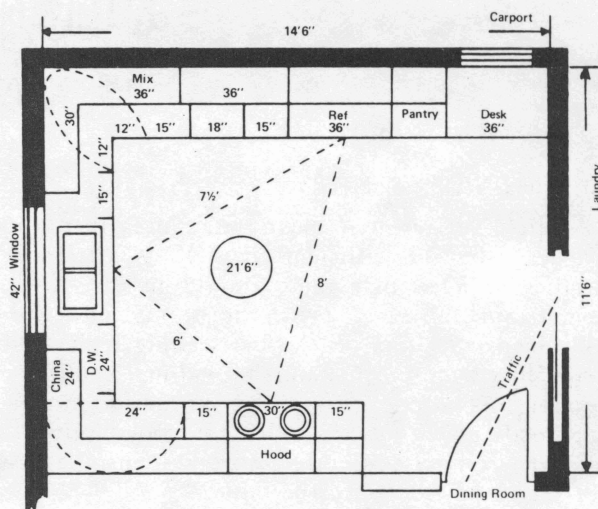 Carport
14'6"
Mix
36"
36"
30"
12"
15"
18"
15"
Ref
36"
Pantry
Desk
36"
12"
15"
Laundry
7½'
42" Window
21'6"
8'
11'6"
6'
China
24"
D.W.
24"
Traffic
24"
15"
30"
15"
Hood
Dining Room